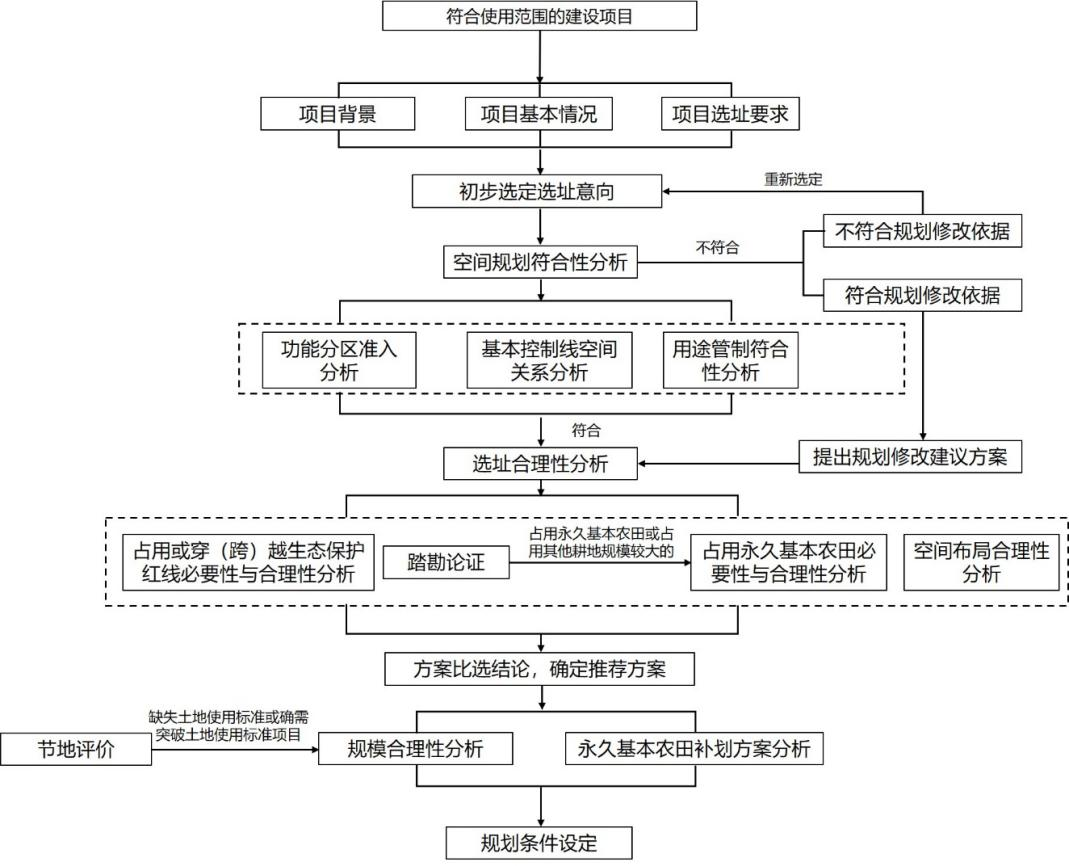 符合使用范围的建设项目
项目背景
项目基本情况
项目选址要求
初步选定选址意向
重新选定
不符合规划修改依据
空间规划符合性分析
不符合
符合规划修改依据
功能分区准入
分析
基本控制线空间
关系分析
用途管制符合
性分析
符合
选址合理性分析
提出规划修改建议方案
占用或穿（跨）越生态保护
红线必要性与合理性分析
踏勘论证
占用永久基本农田或占
用其他耕地规模较大的
占用永久基本农田必
要性与合理性分析
空间布局合理性
分析
方案比选结论，确定推荐方案
节地评价
缺失土地使用标准或确需
突破土地使用标准项目
规模合理性分析
永久基本农田补划方案分析
规划条件设定